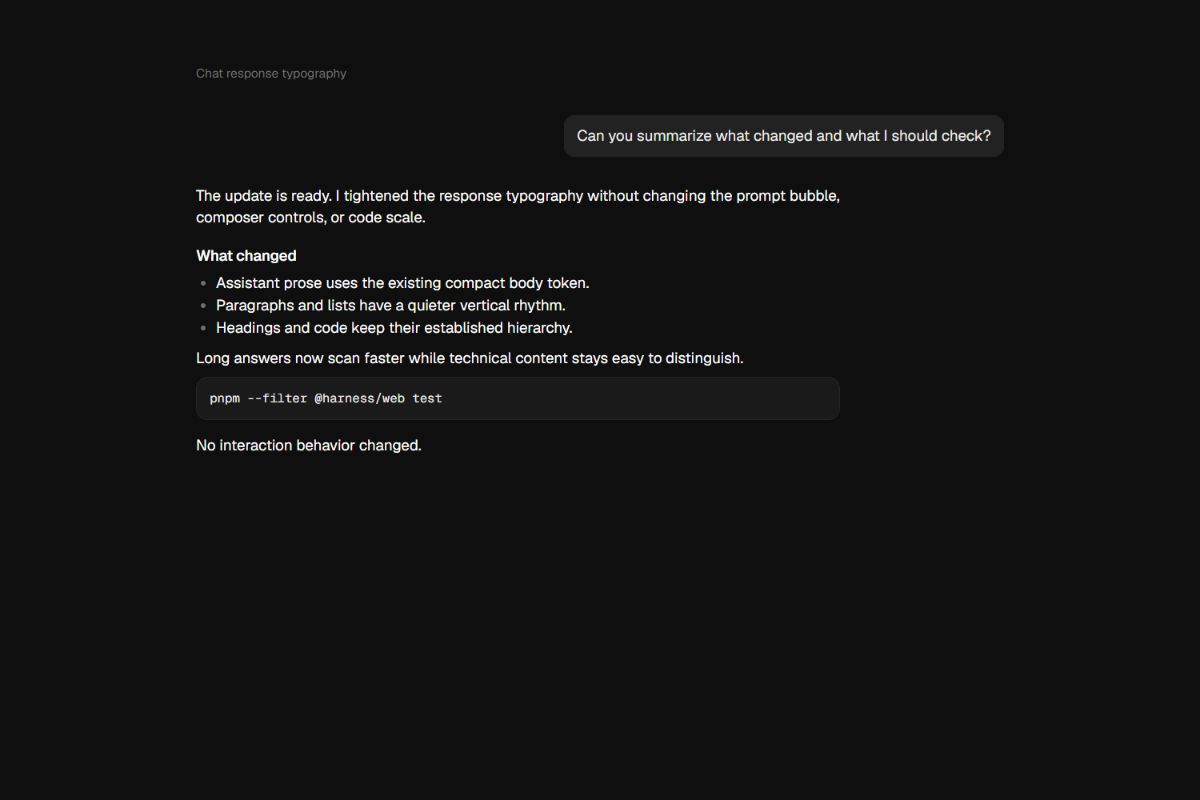 Chat response typography
Can you summarize what changed and what I should check?
The update is ready. I tightened the response typography without changing the prompt bubble,
composer controls, or code scale.
What changed
• Assistant prose uses the existing compact body token.
• Paragraphs and lists have a quieter vertical rhythm.
• Headings and code keep their established hierarchy.
Long answers now scan faster while technical content stays easy to distinguish.
pnpm --filter @harness/web test
No interaction behavior changed.